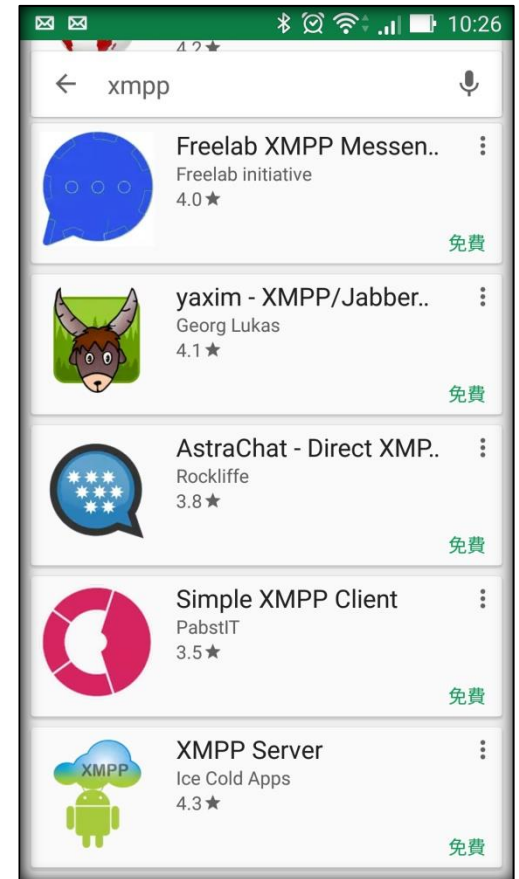 10:26
4.2★
xmpp
Freelab XMPP Messen..
Freelab initiative
4.0★
免費
yaxim - XMPP/Jabber..
Georg Lukas
4.1★
免費
AstraChat - Direct XMP..
Rockliffe
3.8★
免費
Simple XMPP Client
PabstIT
3.5★
免費
XMPP
XMPP Server
Ice Cold Apps
4.3★
免費